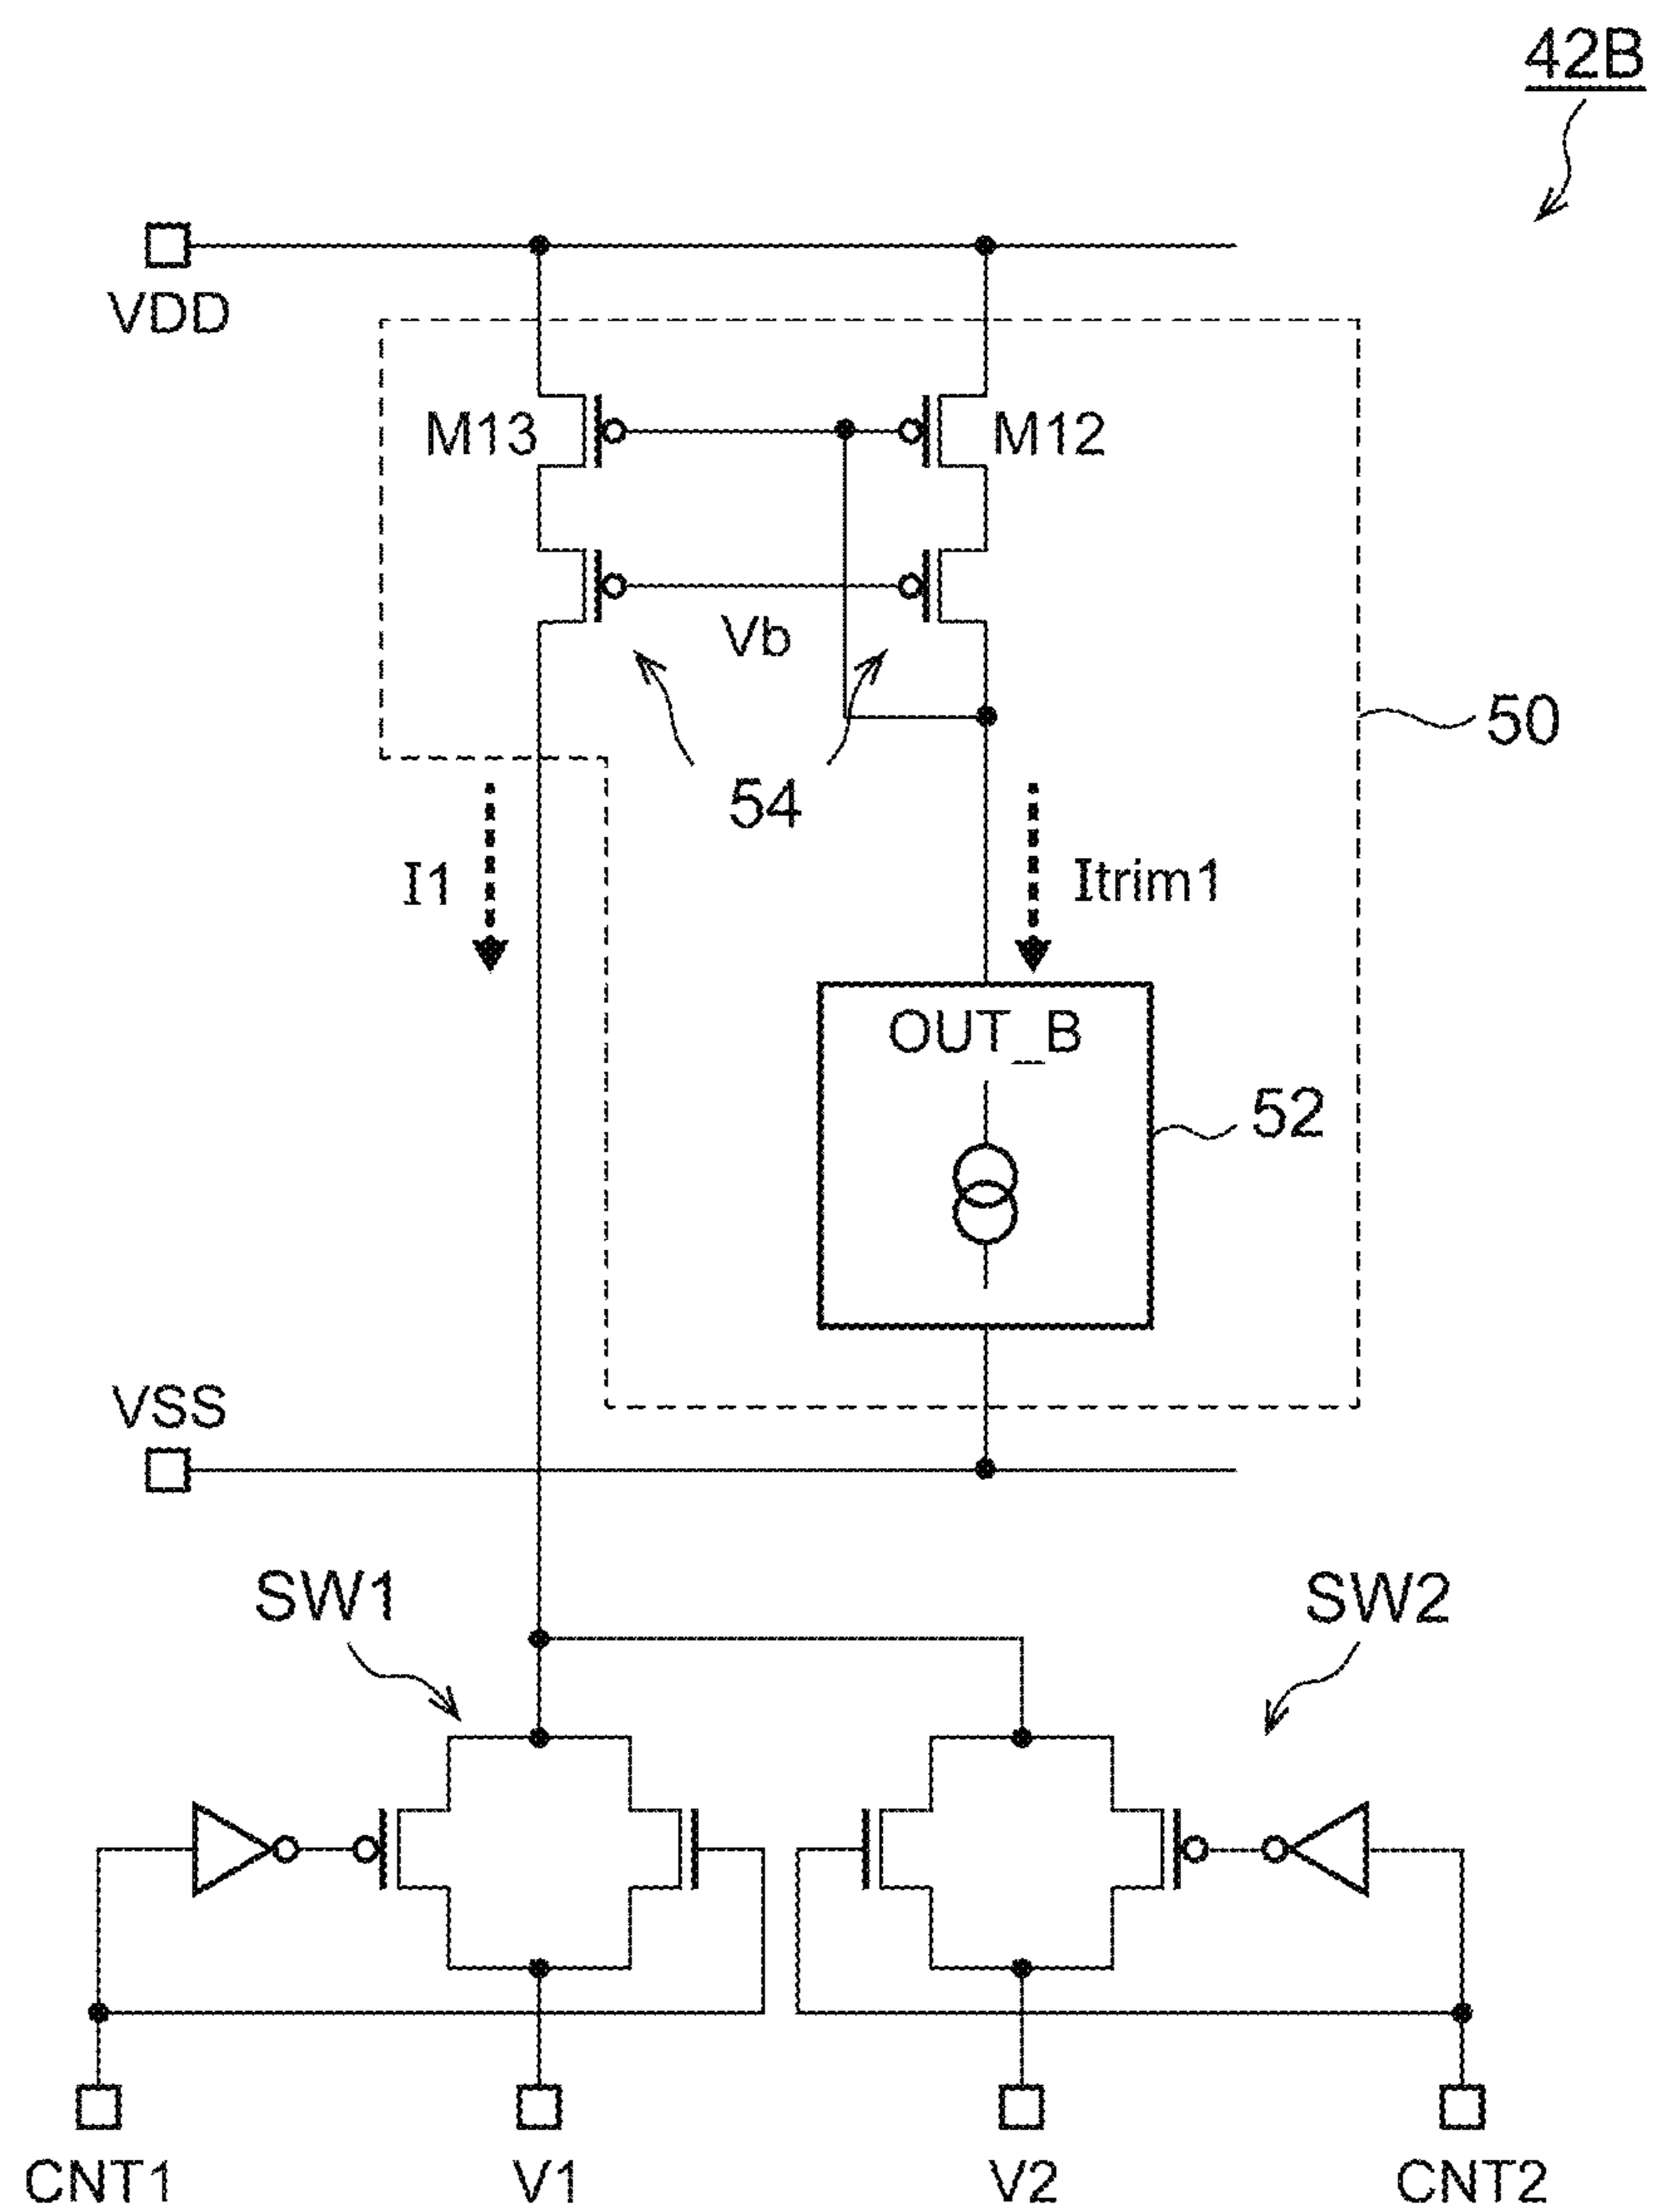 42B
VDD
M13
M12
Vb
50
54
I1
Itrim1
OUT_B
52
VSS
SW1
SW2
CNT1
V1
V2
CNT2